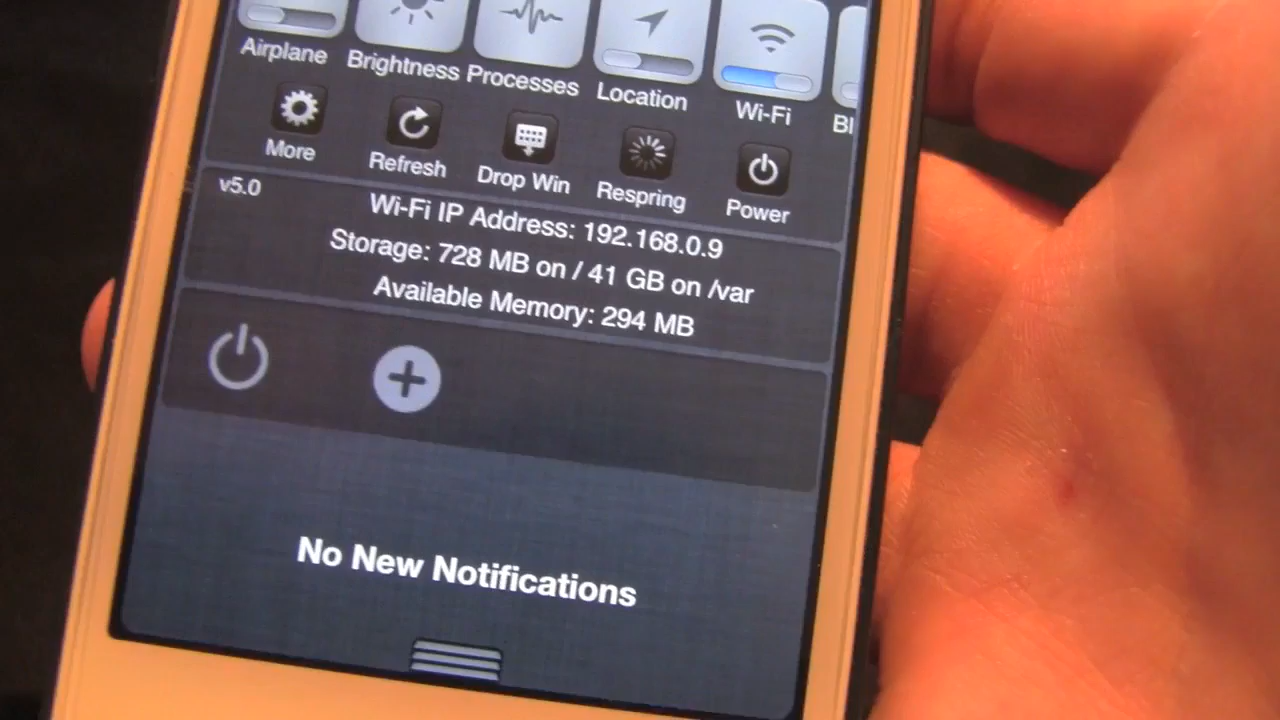 Airplane Brightness Processes Location Wi-Fi Bl
More Refresh Drop Win Respring Power
v5.0
Wi-Fi IP Address: 192.168.0.9
Storage: 728 MB on / 41 GB on /var
Available Memory: 294 MB
No New Notifications